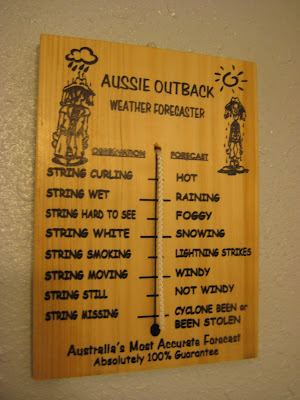 AUSSIE OUTBACK
WEATHER FORECASTER
OBSERVATION FORECAST
STRING CURLING HOT
STRING WET RAINING
STRING HARD TO SEE FOGGY
STRING WHITE SNOWING
STRING SMOKING LIGHTNING STRIKES
STRING MOVING WINDY
STRING STILL NOT WINDY
STRING MISSING CYCLONE BEEN or
BEEN STOLEN
Australia's Most Accurate Forecast
Absolutely 100% Guarantee